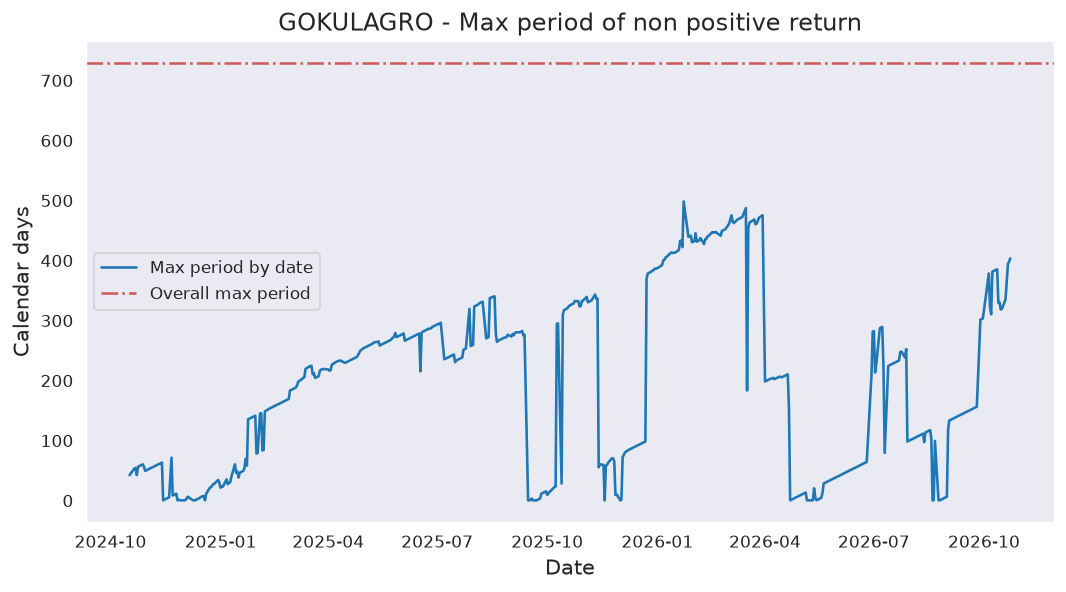 GOKULAGRO - Max period of non positive return
Calendar days
700
600
500
400
300
200
100
0
Max period by date
Overall max period
2024-10 2025-01 2025-04 2025-07 2025-10 2026-01 2026-04 2026-07 2026-10
Date